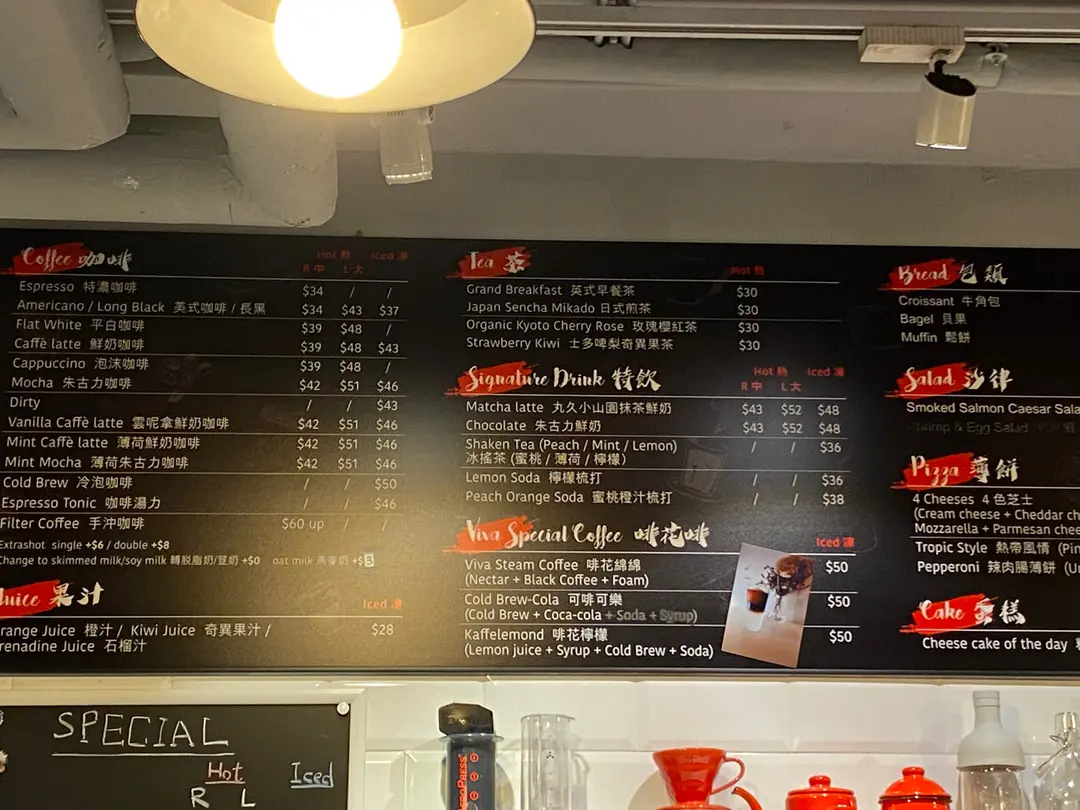 Coffee 咖啡 Hot 熱 Iced 凍
R 中 L 大
Espresso 特濃咖啡 $34 / /
Americano / Long Black 美式咖啡 / 長黑 $34 $43 $37
Flat White 平白咖啡 $39 $48 /
Caffè latte 鮮奶咖啡 $39 $48 $43
Cappuccino 泡沫咖啡 $39 $48 /
Mocha 朱古力咖啡 $42 $51 $46
Dirty / / $43
Vanilla Caffè latte 雲呢拿鮮奶咖啡 $42 $51 $46
Mint Caffè latte 薄荷鮮奶咖啡 $42 $51 $46
Mint Mocha 薄荷朱古力咖啡 $42 $51 $46
Cold Brew 冷泡咖啡 / / $50
Espresso Tonic 咖啡湯力 / / $46
Filter Coffee 手沖咖啡 $60 up / /
Extrashot single +$6 / double +$8
Change to skimmed milk/soy milk 轉脱脂奶/荳奶 +$0 oat milk 燕麥奶 +$3
Juice 果汁 Iced 凍
range Juice 橙汁 / Kiwi Juice 奇異果汁 / $28
renadine Juice 石榴汁
Tea 茶 Hot 熱
Grand Breakfast 英式早餐茶 $30
Japan Sencha Mikado 日式煎茶 $30
Organic Kyoto Cherry Rose 玫瑰櫻紅茶 $30
Strawberry Kiwi 士多啤梨奇異果茶 $30
Signature Drink 特飲 Hot 熱 Iced 凍
R 中 L 大
Matcha latte 丸久小山園抹茶鮮奶 $43 $52 $48
Chocolate 朱古力鮮奶 $43 $52 $48
Shaken Tea (Peach / Mint / Lemon) / / $36
冰搖茶 (蜜桃 / 薄荷 / 檸檬)
Lemon Soda 檸檬梳打 / / $36
Peach Orange Soda 蜜桃橙汁梳打 / / $38
Viva Special Coffee 啡花啡 Iced 凍
Viva Steam Coffee 啡花綿綿 $50
(Nectar + Black Coffee + Foam)
Cold Brew-Cola 可啡可樂 $50
(Cold Brew + Coca-cola + Soda + Syrup)
Kaffelemond 啡花檸檬 $50
(Lemon juice + Syrup + Cold Brew + Soda)
Bread 包類
Croissant 牛角包
Bagel 貝果
Muffin 鬆餅
Salad 沙律
Smoked Salmon Caesar Sala
Shrimp & Egg Salad
Pizza 薄餅
4 Cheeses 4 色芝士
(Cream cheese + Cheddar ch
Mozzarella + Parmesan chee
Tropic Style 熱帶風情 (Pin
Pepperoni 辣肉腸薄餅 (Un
Cake 蛋糕
Cheese cake of the day
SPECIAL
Hot Iced
R L